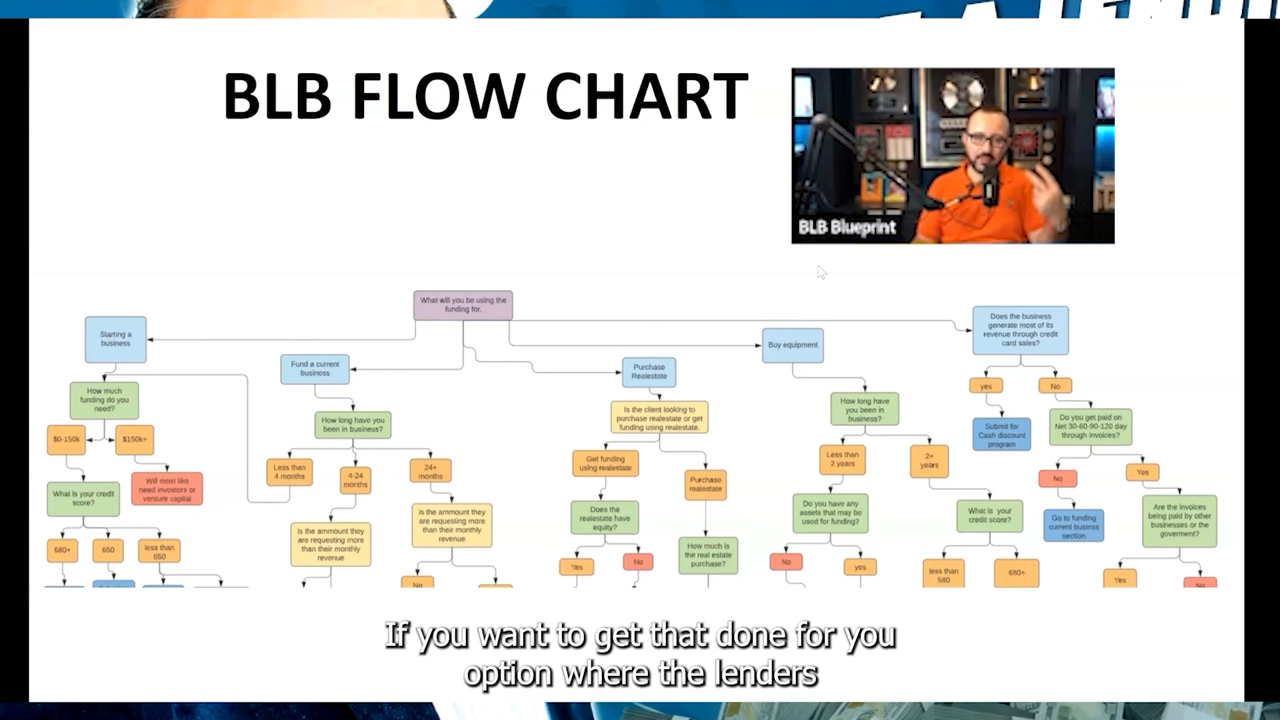 BLB FLOW CHART
BLB Blueprint
What will you be using the
funding for.
Starting a
business
Fund a current
business
Purchase
Realestate
Buy equipment
Does the business
generate most of its
revenue through credit
card sales?
How much
funding do you
need?
$0-150k
$150k+
Will most like
need investors or
venture capital
What is your credit
score?
680+
650
less than
650
How long have you
been in business?
Less than
4 months
4-24
months
24+
months
is the ammount they
are requesting more
than their monthly
revenue
is the amount they
are requesting more
than their monthly
revenue
No
Is the client looking to
purchase realestate or get
funding using realestate.
Get funding
using realestate
Purchase
realestate
Does the
realestate have
equity?
Yes
No
How much is
the real estate
purchase?
How long have
you been in
business?
Less than
2 years
2+
years
Do you have any
assets that may be
used for funding?
No
yes
What is your
credit score?
less than
580
680+
yes
No
Submit for
Cash discount
program
Do you get paid on
Net 30-60-90-120 day
through invoices?
No
Yes
Go to funding
current businss
section
Are the invoices
being paid by other
businesses or the
goverment?
Yes
No
If you want to get that done for you
option where the lenders